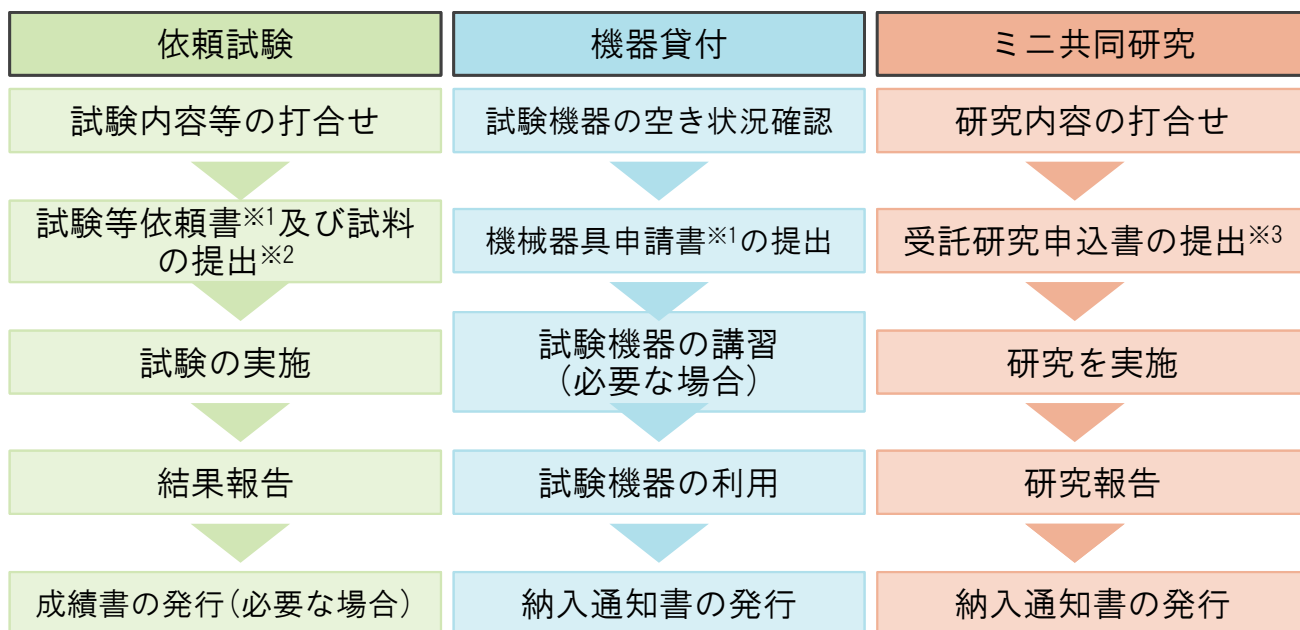 依頼試験
試験内容等の打合せ
試験等依頼書※1及び試料
の提出※2
試験の実施
結果報告
成績書の発行(必要な場合)
機器貸付
試験機器の空き状況確認
機械器具申請書※1の提出
試験機器の講習
(必要な場合)
試験機器の利用
納入通知書の発行
ミニ共同研究
研究内容の打合せ
受託研究申込書の提出※3
研究を実施
研究報告
納入通知書の発行